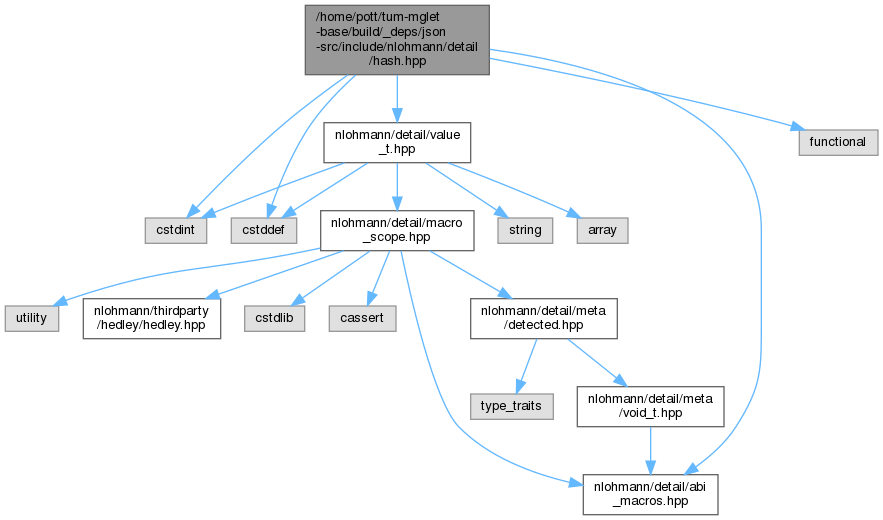 /home/pott/tum-mglet
-base/build/_deps/json
-src/include/nlohmann/detail
/hash.hpp
nlohmann/detail/value
_t.hpp
functional
cstdint
cstddef
nlohmann/detail/macro
_scope.hpp
string
array
utility
nlohmann/thirdparty
/hedley/hedley.hpp
cstdlib
cassert
nlohmann/detail/meta
/detected.hpp
type_traits
nlohmann/detail/meta
/void_t.hpp
nlohmann/detail/abi
_macros.hpp